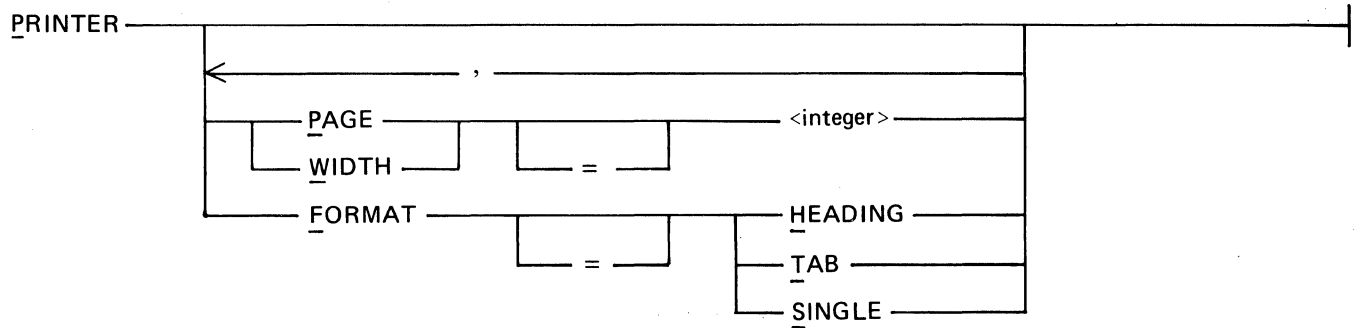 PRINTER
,
PAGE <integer>
WIDTH =
FORMAT HEADING
= TAB
SINGLE